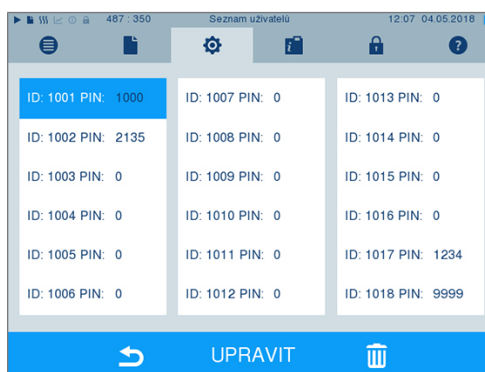 487 : 350 Seznam uživatelů 12:07 04.05.2018
ID: 1001 PIN: 1000
ID: 1002 PIN: 2135
ID: 1003 PIN: 0
ID: 1004 PIN: 0
ID: 1005 PIN: 0
ID: 1006 PIN: 0
ID: 1007 PIN: 0
ID: 1008 PIN: 0
ID: 1009 PIN: 0
ID: 1010 PIN: 0
ID: 1011 PIN: 0
ID: 1012 PIN: 0
ID: 1013 PIN: 0
ID: 1014 PIN: 0
ID: 1015 PIN: 0
ID: 1016 PIN: 0
ID: 1017 PIN: 1234
ID: 1018 PIN: 9999
UPRAVIT